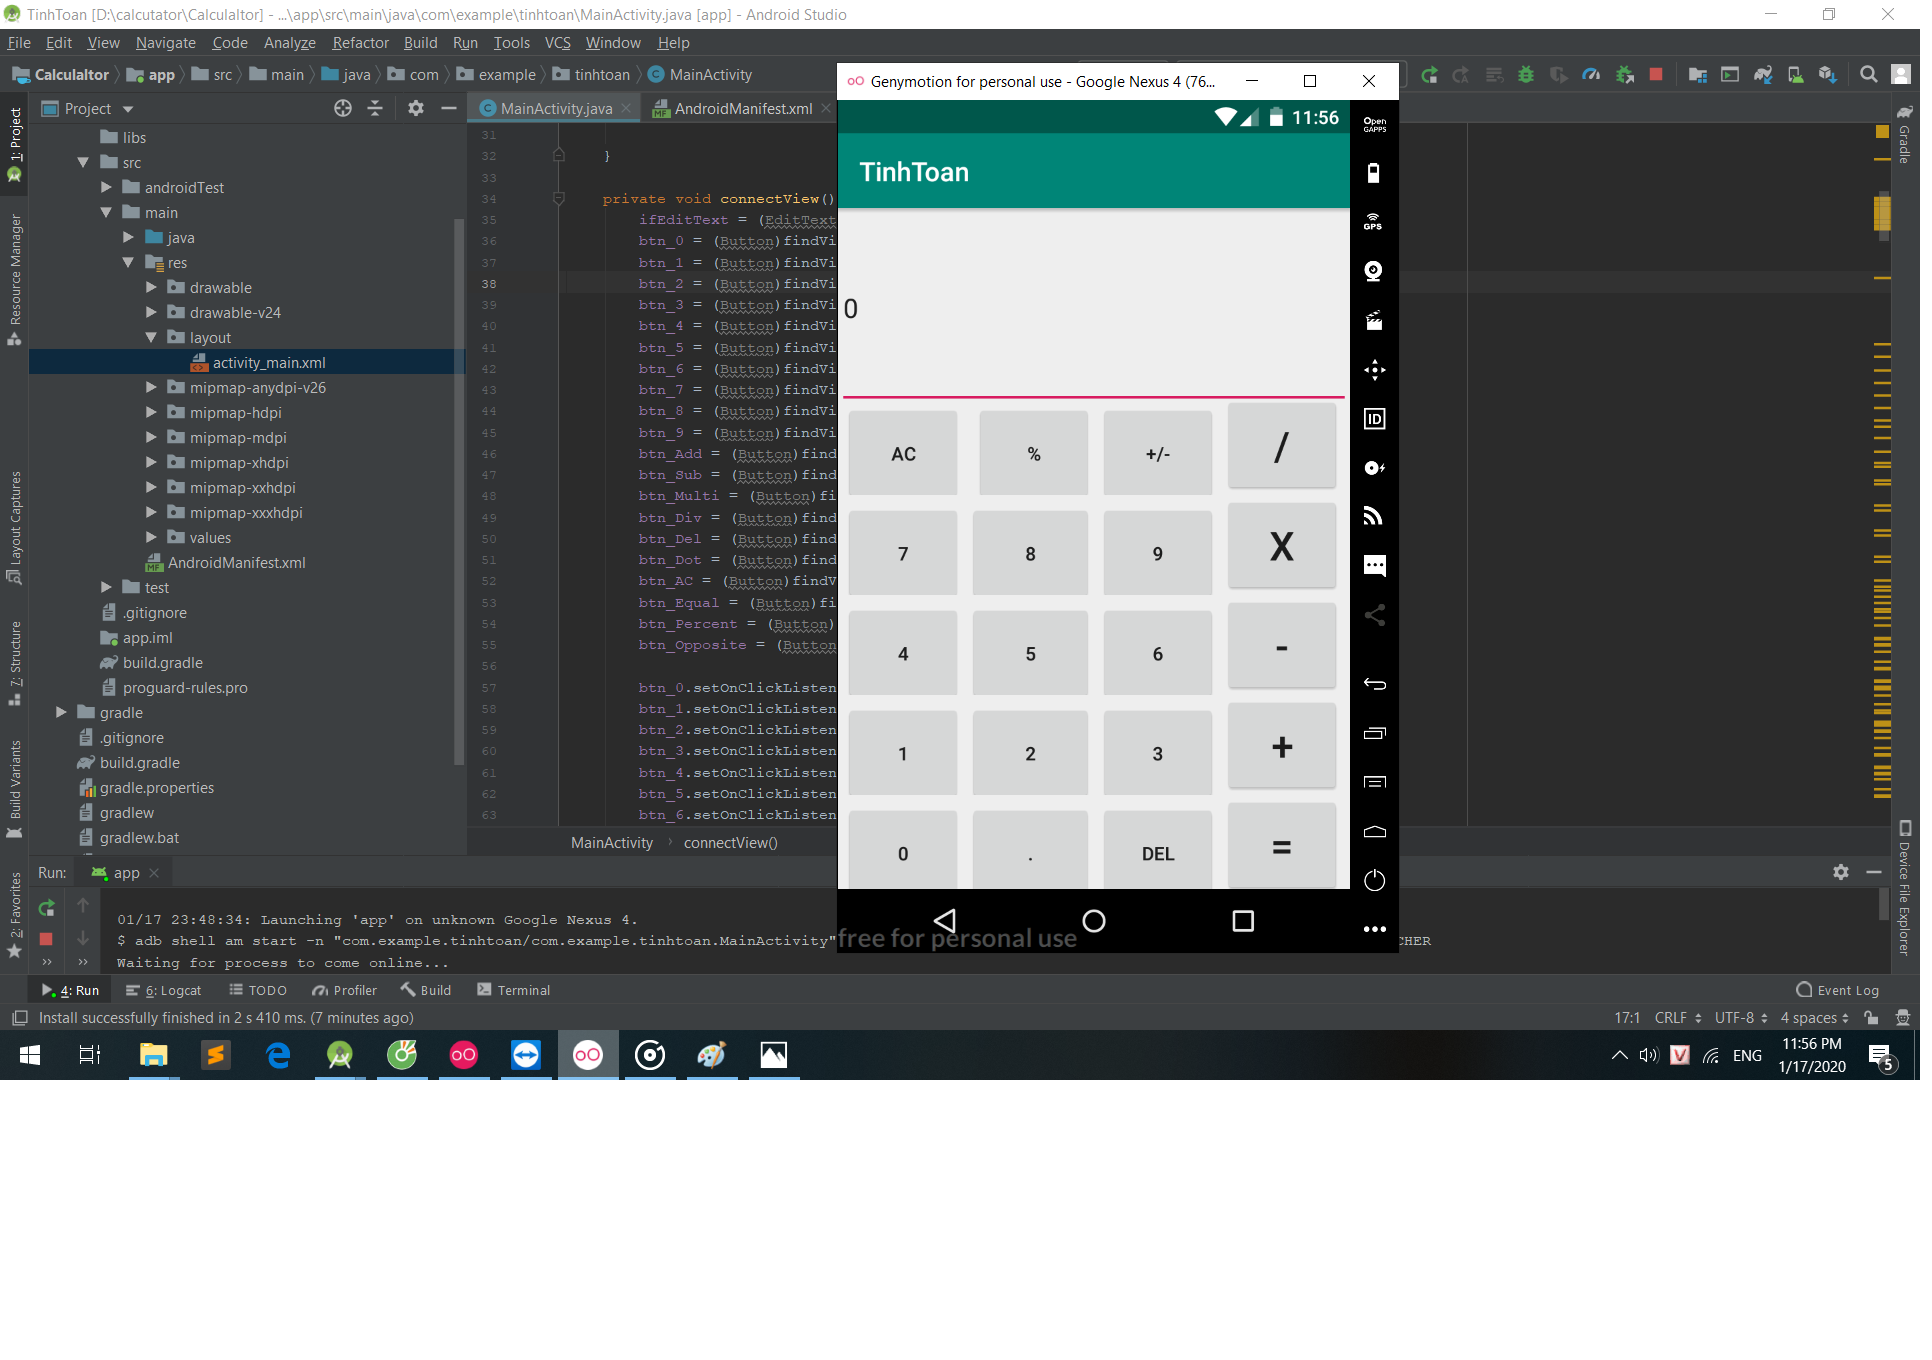 TinhToan [D:\calcutator\Calculaltor] - ...\app\src\main\java\com\example\tinhtoan\MainActivity.java [app] - Android Studio
File Edit View Navigate Code Analyze Refactor Build Run Tools VCS Window Help
Calculaltor app src main java com example tinhtoan MainActivity
Project
MainActivity.java
AndroidManifest.xml
1: Project
Resource Manager
Layout Captures
7: Structure
Build Variants
2: Favorites
libs
src
androidTest
main
java
res
drawable
drawable-v24
layout
activity_main.xml
mipmap-anydpi-v26
mipmap-hdpi
mipmap-mdpi
mipmap-xhdpi
mipmap-xxhdpi
mipmap-xxxhdpi
values
AndroidManifest.xml
test
.gitignore
app.iml
build.gradle
proguard-rules.pro
gradle
.gitignore
build.gradle
gradle.properties
gradlew
gradlew.bat
31
32 }
33
34 private void connectView()
35 ifEditText = (EditText
36 btn_0 = (Button)findVi
37 btn_1 = (Button)findVi
38 btn_2 = (Button)findVi
39 btn_3 = (Button)findVi
40 btn_4 = (Button)findVi
41 btn_5 = (Button)findVi
42 btn_6 = (Button)findVi
43 btn_7 = (Button)findVi
44 btn_8 = (Button)findVi
45 btn_9 = (Button)findVi
46 btn_Add = (Button)find
47 btn_Sub = (Button)find
48 btn_Multi = (Button)fi
49 btn_Div = (Button)find
50 btn_Del = (Button)find
51 btn_Dot = (Button)find
52 btn_AC = (Button)findV
53 btn_Equal = (Button)fi
54 btn_Percent = (Button)
55 btn_Opposite = (Button
56
57 btn_0.setOnClickListen
58 btn_1.setOnClickListen
59 btn_2.setOnClickListen
60 btn_3.setOnClickListen
61 btn_4.setOnClickListen
62 btn_5.setOnClickListen
63 btn_6.setOnClickListen
MainActivity connectView()
Genymotion for personal use - Google Nexus 4 (76...
11:56
TinhToan
0
AC % +/- /
7 8 9 X
4 5 6 -
1 2 3 +
0 . DEL =
free for personal use
Open GAPPS
GPS
ID
Gradle
Device File Explorer
Run: app
01/17 23:48:34: Launching 'app' on unknown Google Nexus 4.
$ adb shell am start -n "com.example.tinhtoan/com.example.tinhtoan.MainActivity" CHER
Waiting for process to come online...
4: Run 6: Logcat TODO Profiler Build Terminal Event Log
Install successfully finished in 2 s 410 ms. (7 minutes ago)
17:1 CRLF UTF-8 4 spaces
ENG
11:56 PM
1/17/2020
5